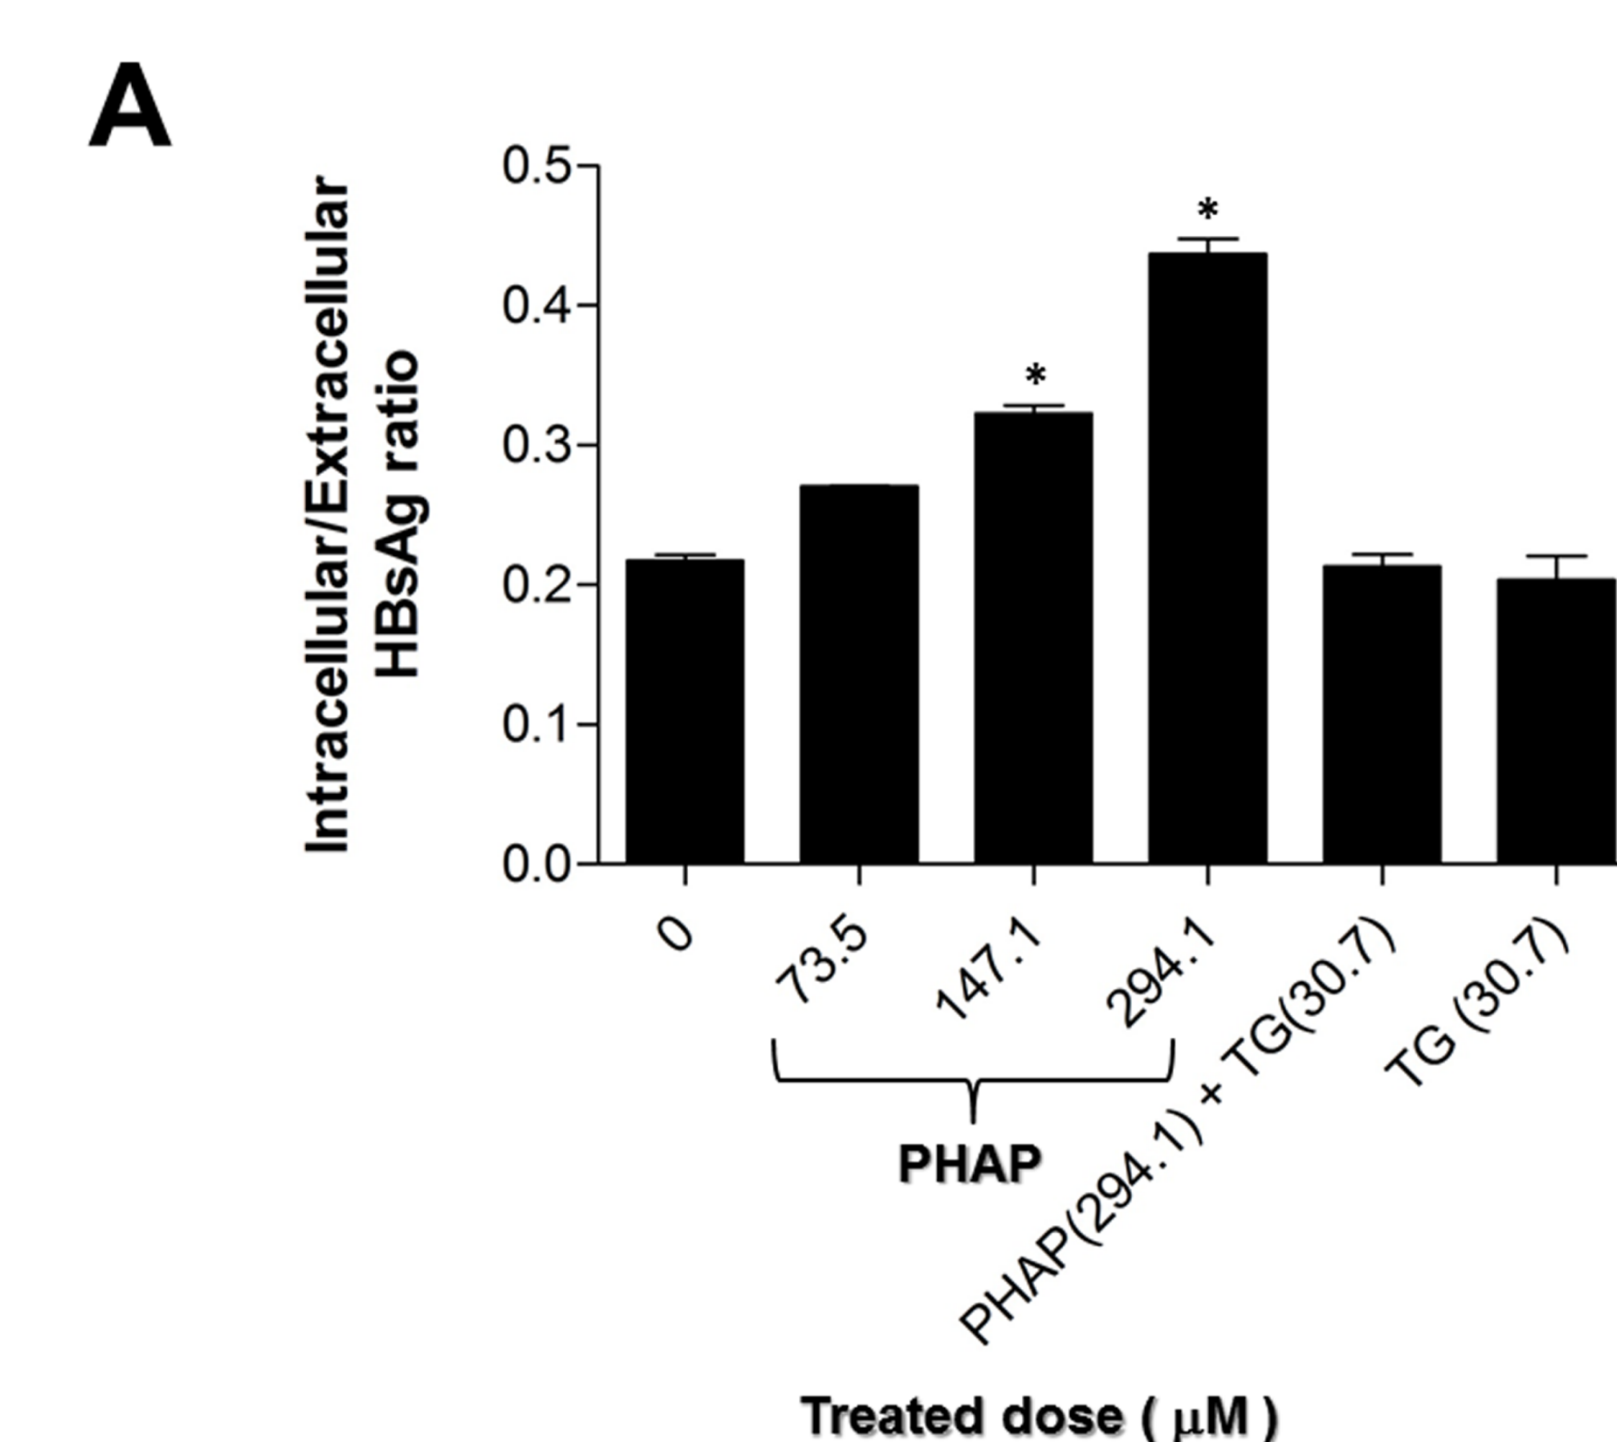 A
Intracellular/Extracellular
HBsAg ratio
0.5
0.4
0.3
0.2
0.1
0.0
*
*
0
73.5
147.1
294.1
PHAP(294.1) + TG(30.7)
TG (30.7)
PHAP
Treated dose ( μM )